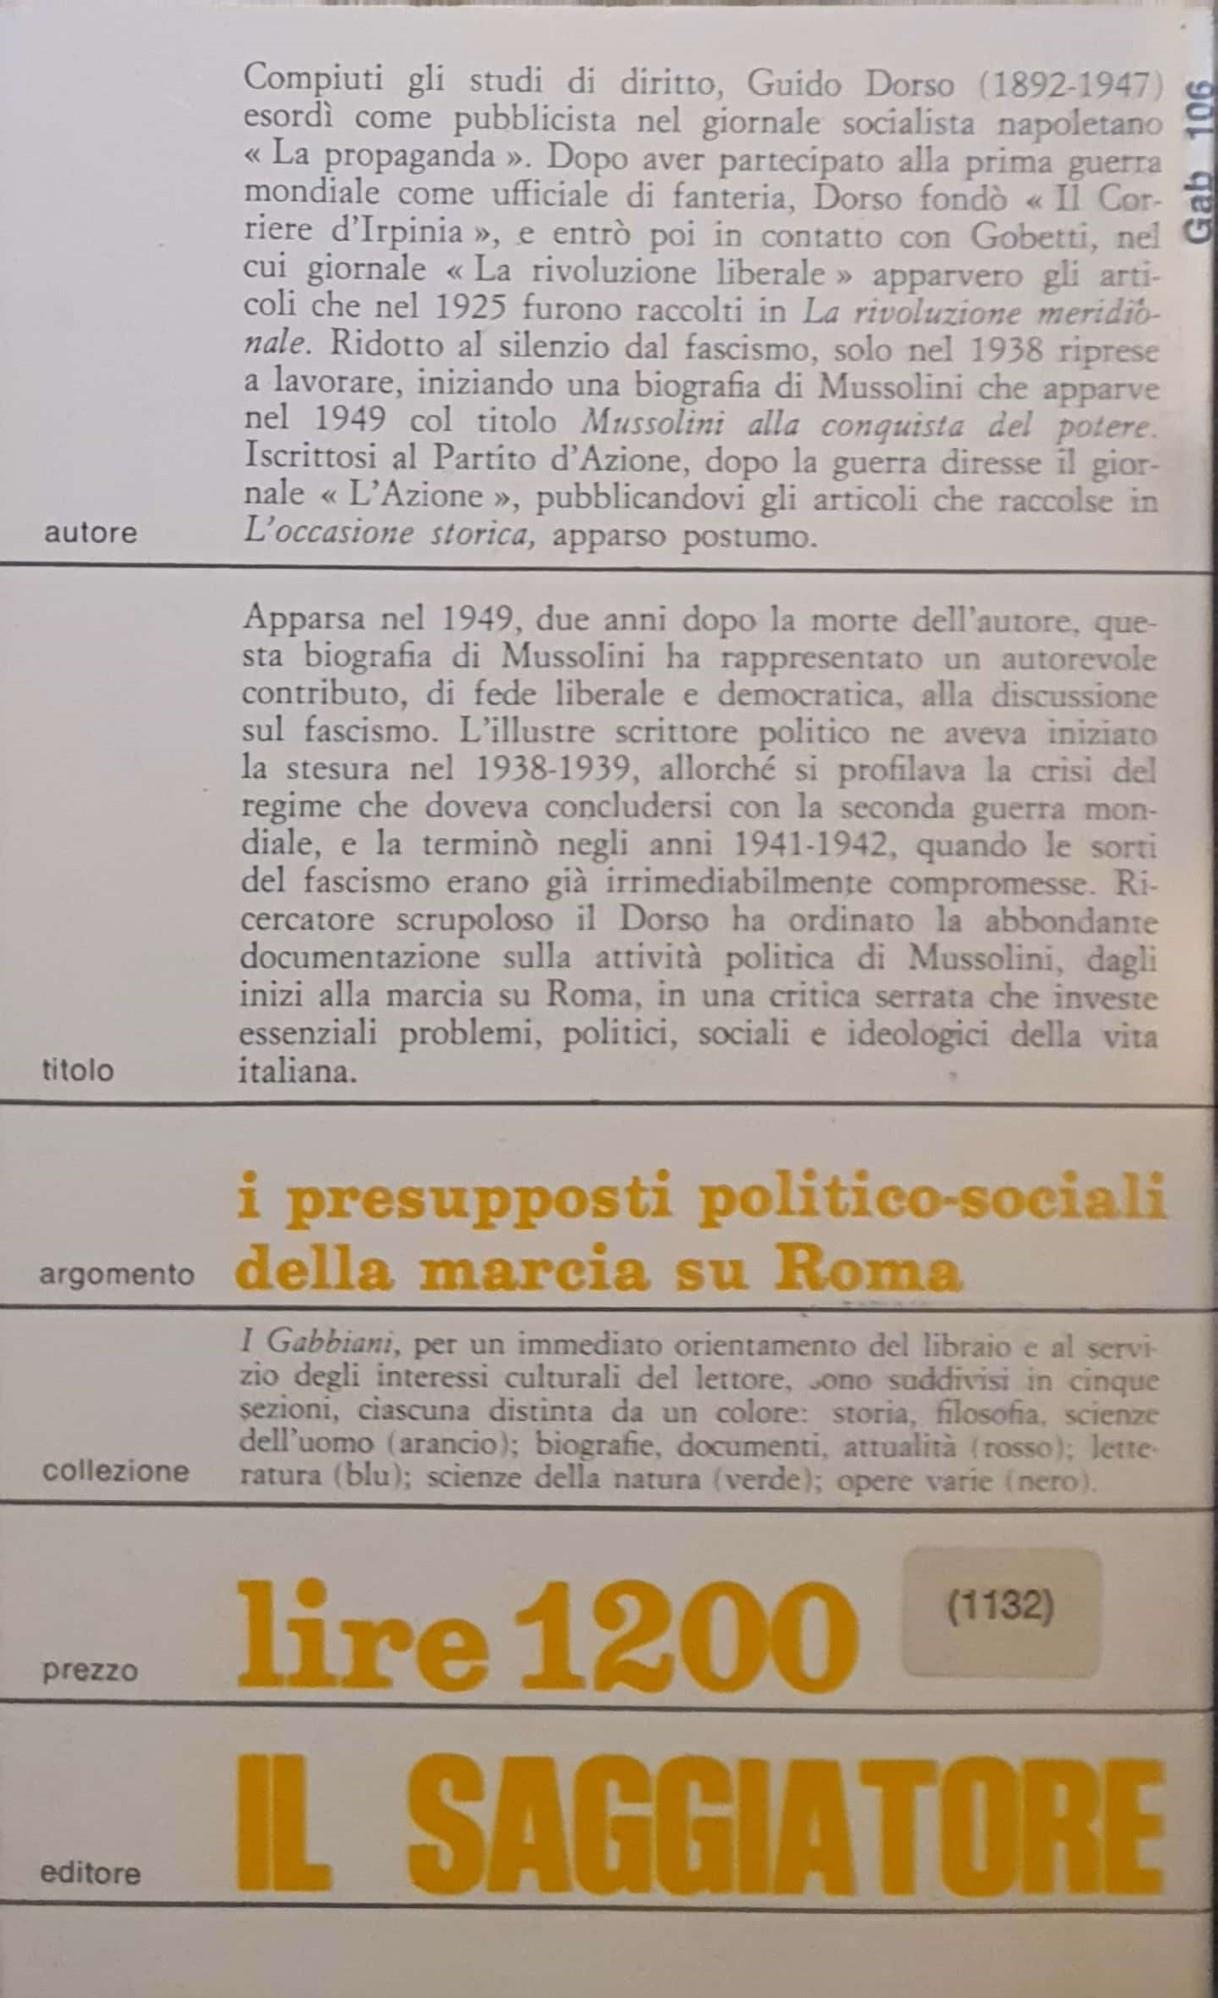 Compiuti gli studi di diritto, Guido Dorso (1892-1947)
esordì come pubblicista nel giornale socialista napoletano
« La propaganda ». Dopo aver partecipato alla prima guerra
mondiale come ufficiale di fanteria, Dorso fondò « Il Cor-
riere d'Irpinia », e entrò poi in contatto con Gobetti, nel
cui giornale « La rivoluzione liberale » apparvero gli arti-
coli che nel 1925 furono raccolti in La rivoluzione meridio-
nale. Ridotto al silenzio dal fascismo, solo nel 1938 riprese
a lavorare, iniziando una biografia di Mussolini che apparve
nel 1949 col titolo Mussolini alla conquista del potere.
Iscrittosi al Partito d'Azione, dopo la guerra diresse il gior-
nale « L'Azione », pubblicandovi gli articoli che raccolse in
L'occasione storica, apparso postumo.
autore
Gab 106
Apparsa nel 1949, due anni dopo la morte dell'autore, que-
sta biografia di Mussolini ha rappresentato un autorevole
contributo, di fede liberale e democratica, alla discussione
sul fascismo. L'illustre scrittore politico ne aveva iniziato
la stesura nel 1938-1939, allorché si profilava la crisi del
regime che doveva concludersi con la seconda guerra mon-
diale, e la terminò negli anni 1941-1942, quando le sorti
del fascismo erano già irrimediabilmente compromesse. Ri-
cercatore scrupoloso il Dorso ha ordinato la abbondante
documentazione sulla attività politica di Mussolini, dagli
inizi alla marcia su Roma, in una critica serrata che investe
essenziali problemi, politici, sociali e ideologici della vita
italiana.
titolo
i presupposti politico-sociali
della marcia su Roma
argomento
I Gabbiani, per un immediato orientamento del libraio e al servi-
zio degli interessi culturali del lettore, sono suddivisi in cinque
sezioni, ciascuna distinta da un colore: storia, filosofia, scienze
dell'uomo (arancio); biografie, documenti, attualità (rosso); lette-
ratura (blu); scienze della natura (verde); opere varie (nero).
collezione
lire 1200
(1132)
prezzo
IL SAGGIATORE
editore